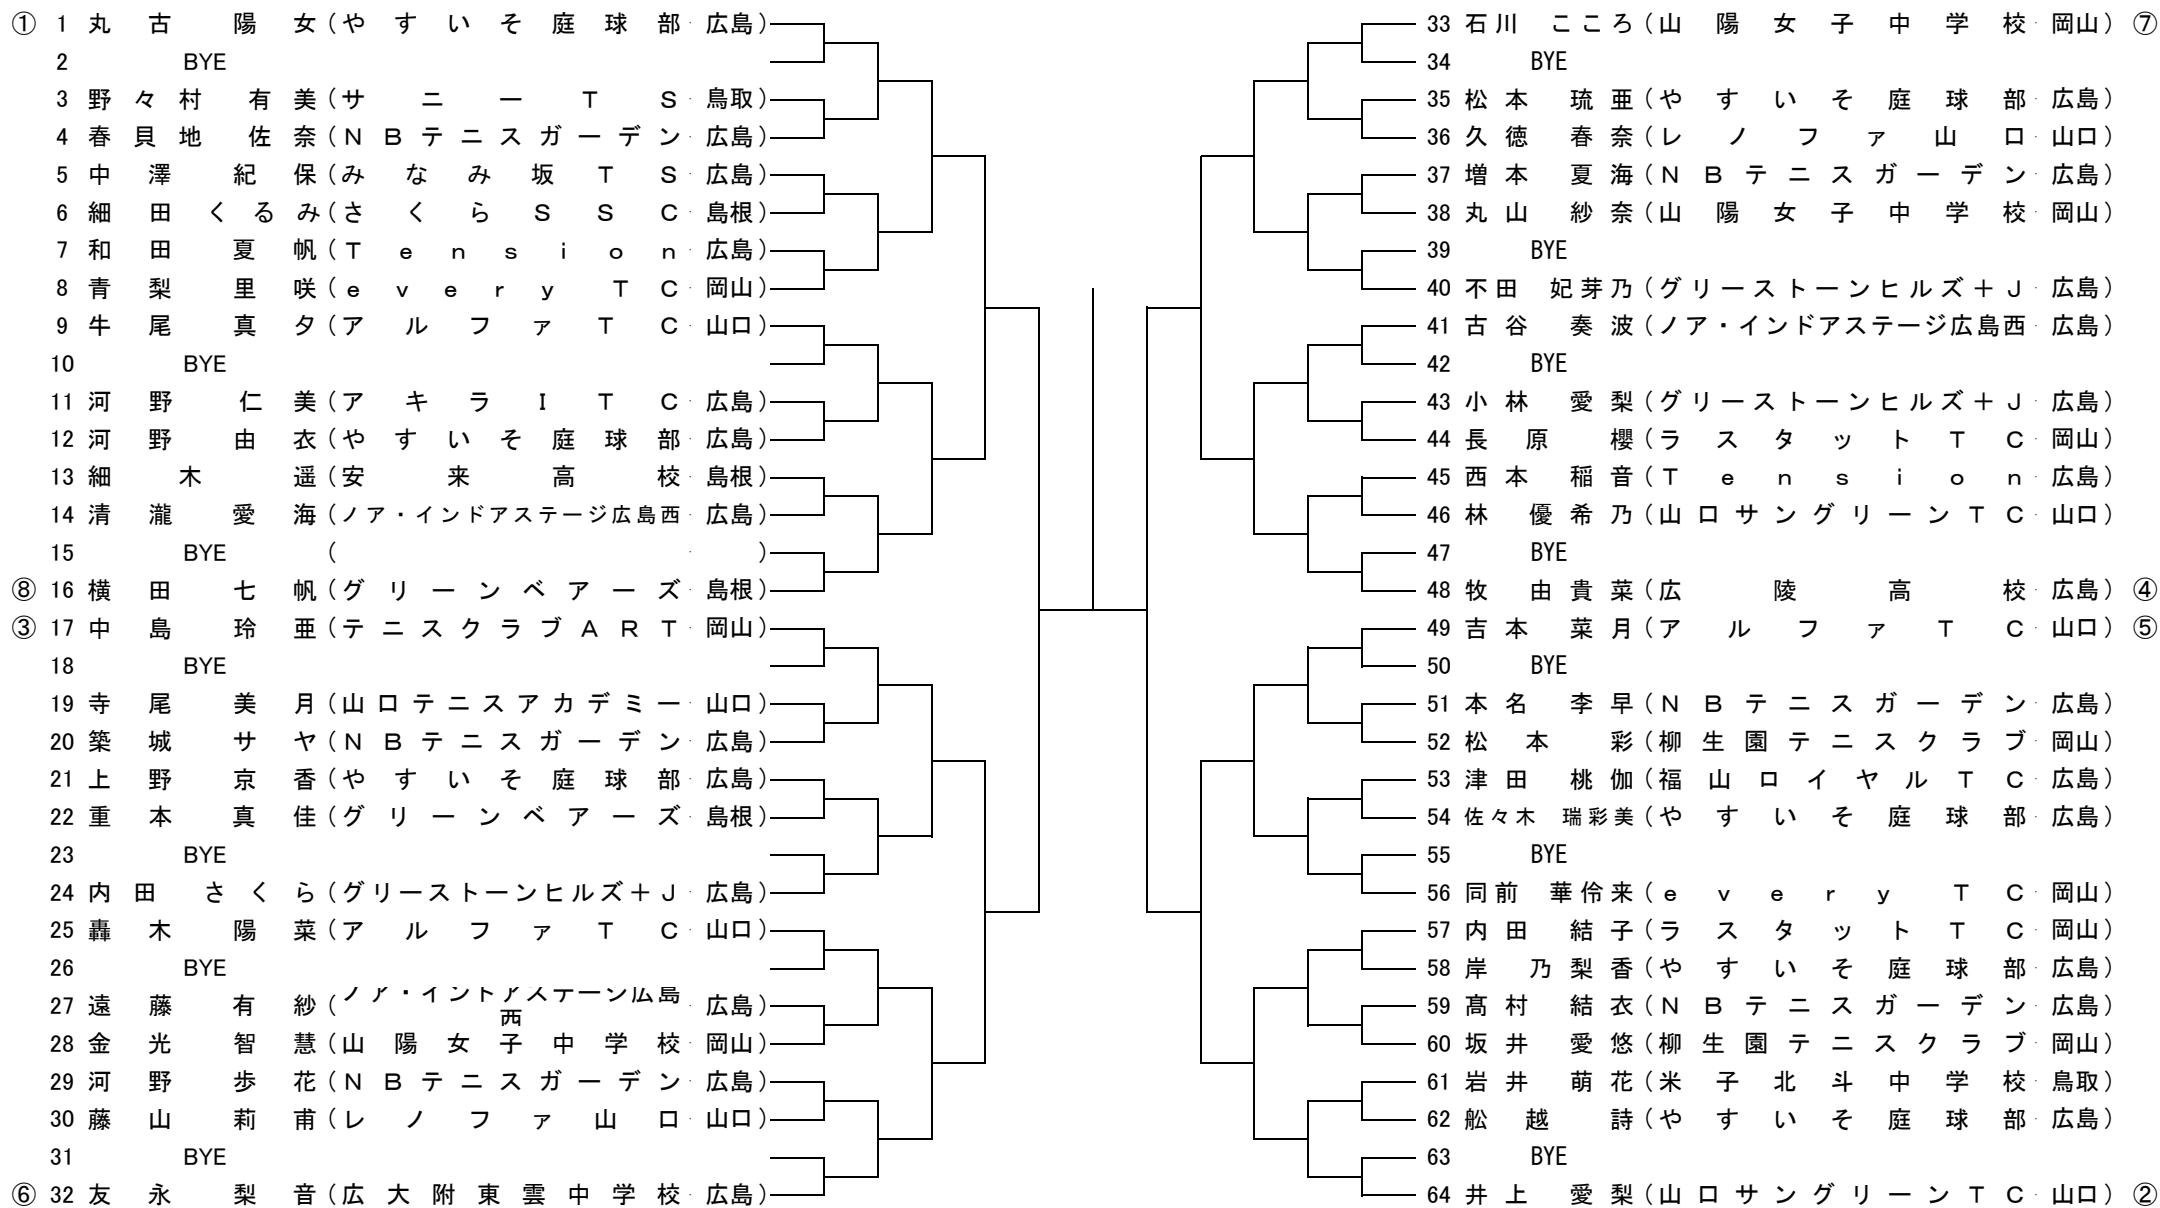 ① 1 丸古 陽女 (やすいそ庭球部・広島)
2 BYE
3 野々村 有美 (サニーTS・鳥取)
4 春貝地 佐奈 (NBテニスガーデン・広島)
5 中澤 紀保 (みなみ坂TS・広島)
6 細田 くるみ (さくらSSC・島根)
7 和田 夏帆 (Tension・広島)
8 青梨 里咲 (everyTC・岡山)
9 牛尾 真夕 (アルファTC・山口)
10 BYE
11 河野 仁美 (アキラITC・広島)
12 河野 由衣 (やすいそ庭球部・広島)
13 細木 遥 (安来高校・島根)
14 清瀧 愛海 (ノア・インドアステージ広島西・広島)
15 BYE ( ・ )
⑧ 16 横田 七帆 (グリーンベアーズ・島根)
③ 17 中島 玲亜 (テニスクラブART・岡山)
18 BYE
19 寺尾 美月 (山口テニスアカデミー・山口)
20 築城 サヤ (NBテニスガーデン・広島)
21 上野 京香 (やすいそ庭球部・広島)
22 重本 真佳 (グリーンベアーズ・島根)
23 BYE
24 内田 さくら (グリーストーンヒルズ+J・広島)
25 轟木 陽菜 (アルファTC・山口)
26 BYE
27 遠藤 有紗 (ノア・インドアステージ広島西・広島)
28 金光 智慧 (山陽女子中学校・岡山)
29 河野 歩花 (NBテニスガーデン・広島)
30 藤山 莉甫 (レノファ山口・山口)
31 BYE
⑥ 32 友永 梨音 (広大附東雲中学校・広島)
33 石川 こころ (山陽女子中学校・岡山) ⑦
34 BYE
35 松本 琉亜 (やすいそ庭球部・広島)
36 久徳 春奈 (レノファ山口・山口)
37 増本 夏海 (NBテニスガーデン・広島)
38 丸山 紗奈 (山陽女子中学校・岡山)
39 BYE
40 不田 妃芽乃 (グリーストーンヒルズ+J・広島)
41 古谷 奏波 (ノア・インドアステージ広島西・広島)
42 BYE
43 小林 愛梨 (グリーストーンヒルズ+J・広島)
44 長原 櫻 (ラスタットTC・岡山)
45 西本 稲音 (Tension・広島)
46 林 優希乃 (山口サングリーンTC・山口)
47 BYE
48 牧 由貴菜 (広陵高校・広島) ④
49 吉本 菜月 (アルファTC・山口) ⑤
50 BYE
51 本名 李早 (NBテニスガーデン・広島)
52 松本 彩 (柳生園テニスクラブ・岡山)
53 津田 桃伽 (福山ロイヤルTC・広島)
54 佐々木 瑞彩美 (やすいそ庭球部・広島)
55 BYE
56 同前 華伶来 (everyTC・岡山)
57 内田 結子 (ラスタットTC・岡山)
58 岸 乃梨香 (やすいそ庭球部・広島)
59 髙村 結衣 (NBテニスガーデン・広島)
60 坂井 愛悠 (柳生園テニスクラブ・岡山)
61 岩井 萌花 (米子北斗中学校・鳥取)
62 舩越 詩 (やすいそ庭球部・広島)
63 BYE
64 井上 愛梨 (山口サングリーンTC・山口) ②